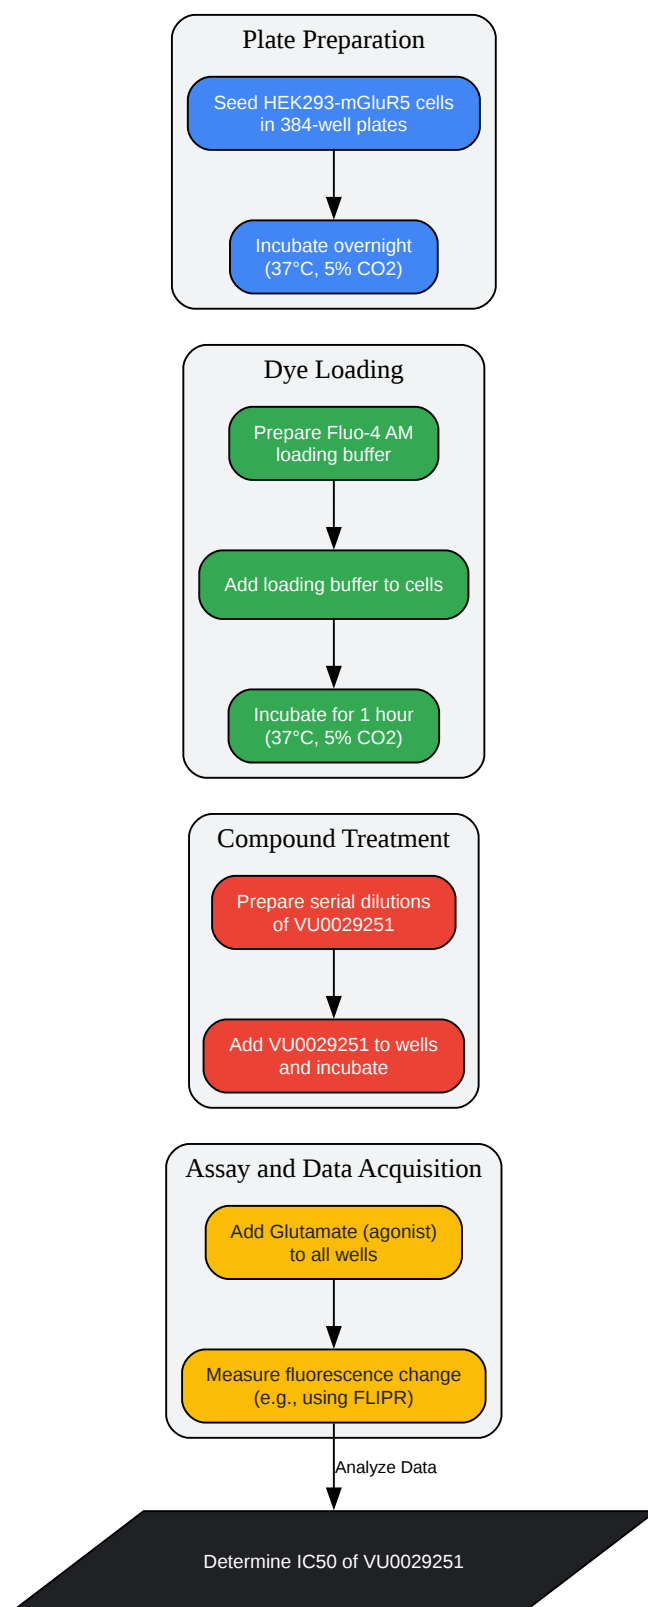 Plate Preparation
Seed HEK293-mGluR5 cells
in 384-well plates
Incubate overnight
(37°C, 5% CO2)
Dye Loading
Prepare Fluo-4 AM
loading buffer
Add loading buffer to cells
Incubate for 1 hour
(37°C, 5% CO2)
Compound Treatment
Prepare serial dilutions
of VU0029251
Add VU0029251 to wells
and incubate
Assay and Data Acquisition
Add Glutamate (agonist)
to all wells
Measure fluorescence change
(e.g., using FLIPR)
Analyze Data
Determine IC50 of VU0029251